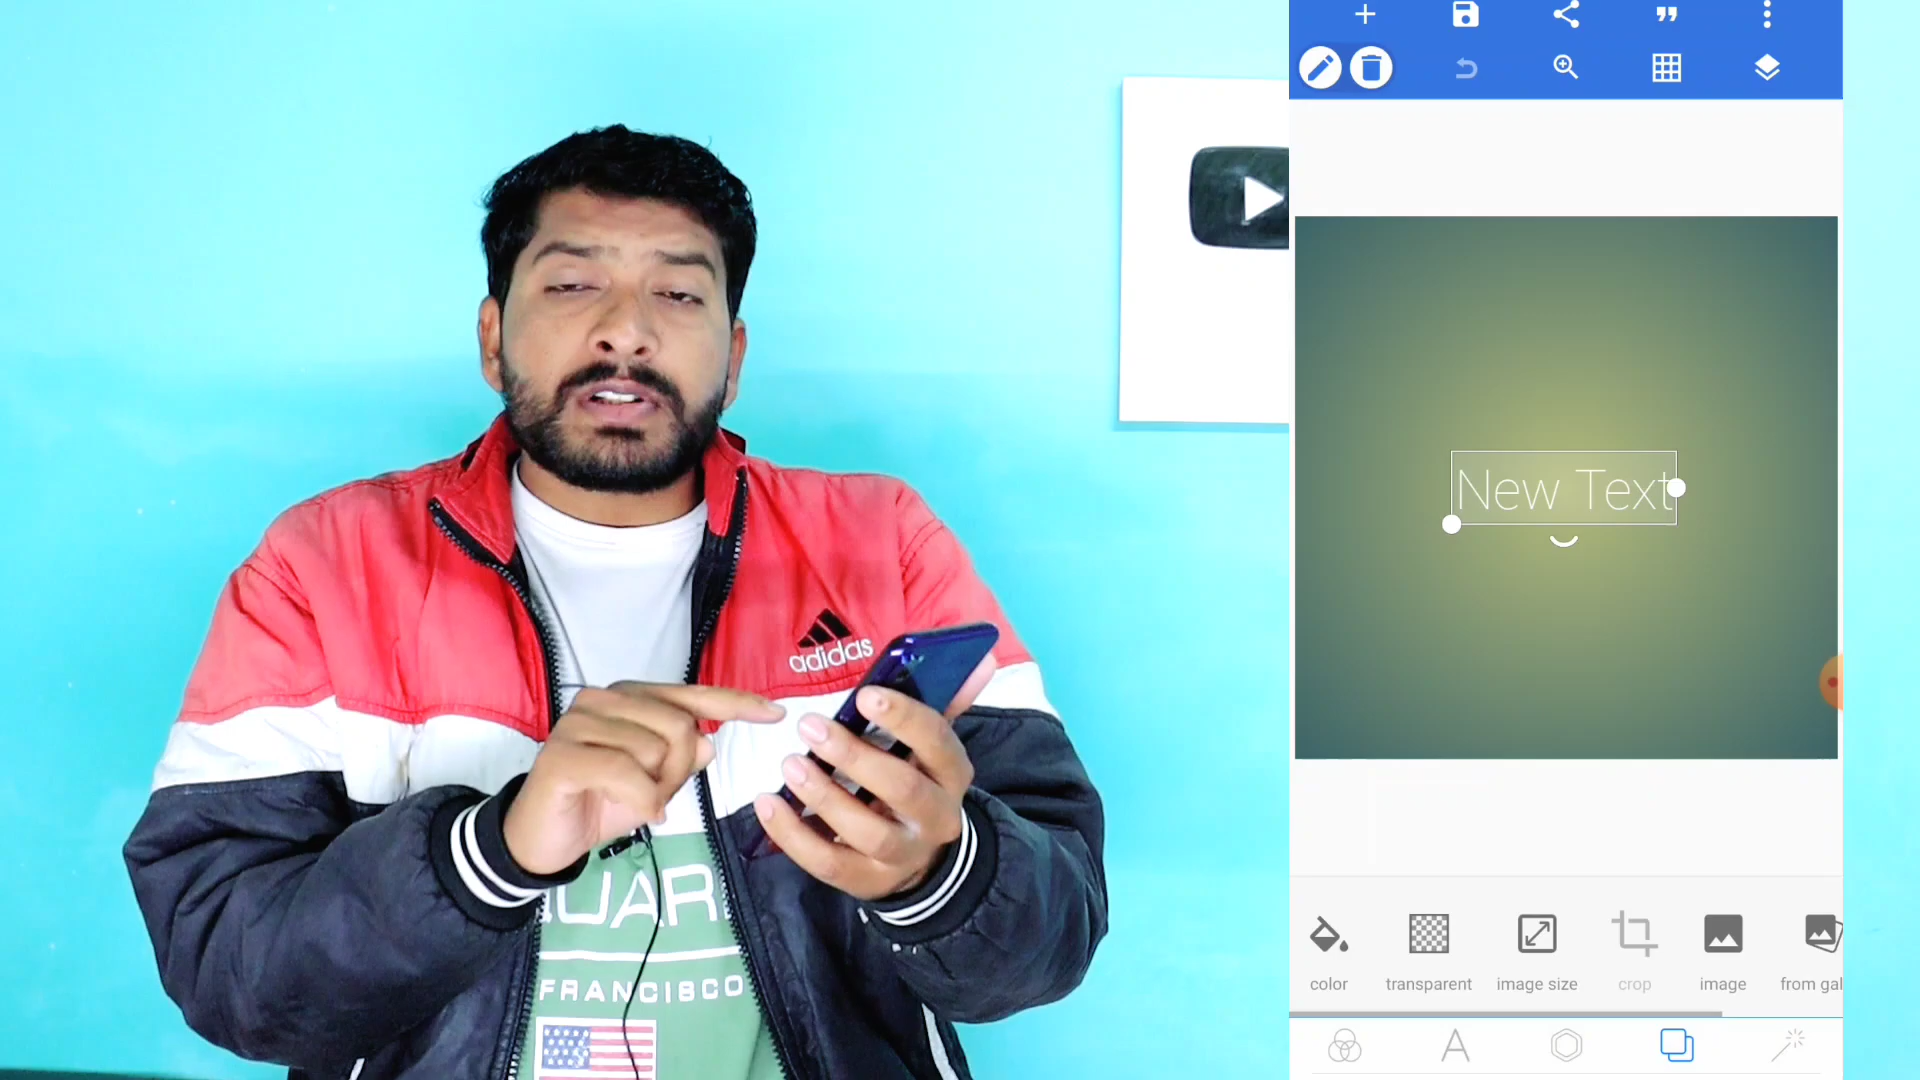 New Text
adidas
UAR
FRANCISCO
color
transparent
image size
crop
image
from gal